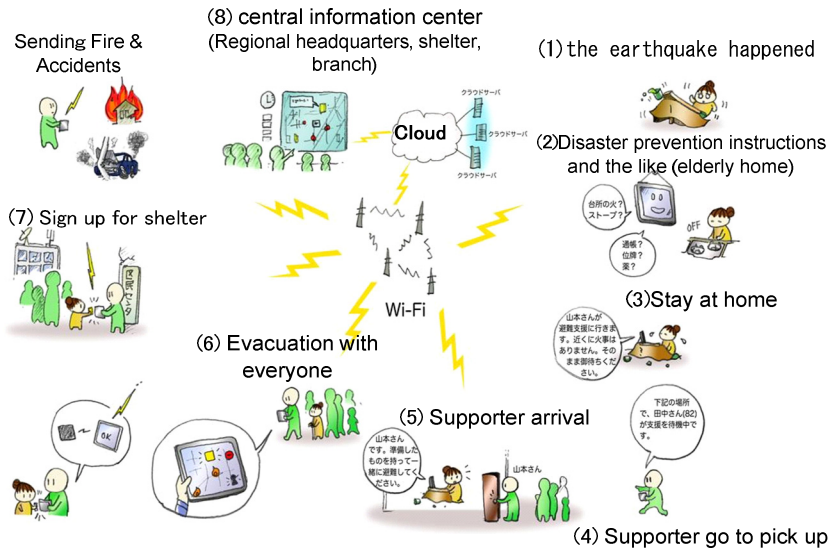 Sending Fire &
Accidents
(8) central information center
(Regional headquarters, shelter,
branch)
(1) the earthquake happened
クラウドサーバ
Cloud
クラウドサーバ
クラウドサーバ
(2)Disaster prevention instructions
and the like (elderly home)
台所の火?
ストーブ?
OFF
通帳?
位牌?
薬?
(7) Sign up for shelter
区民センタ
Wi-Fi
(3)Stay at home
山本さんが
避難支援に行きま
す。近くに火事は
ありません。その
まま御待ちくだ
さい。
(6) Evacuation with
everyone
OK
(5) Supporter arrival
山本さん
です。準備した
ものを持って一
緒に避難してく
ださい。
山本さん
下記の場所
で、田中さん(82)
が支援を待機中で
す。
(4) Supporter go to pick up